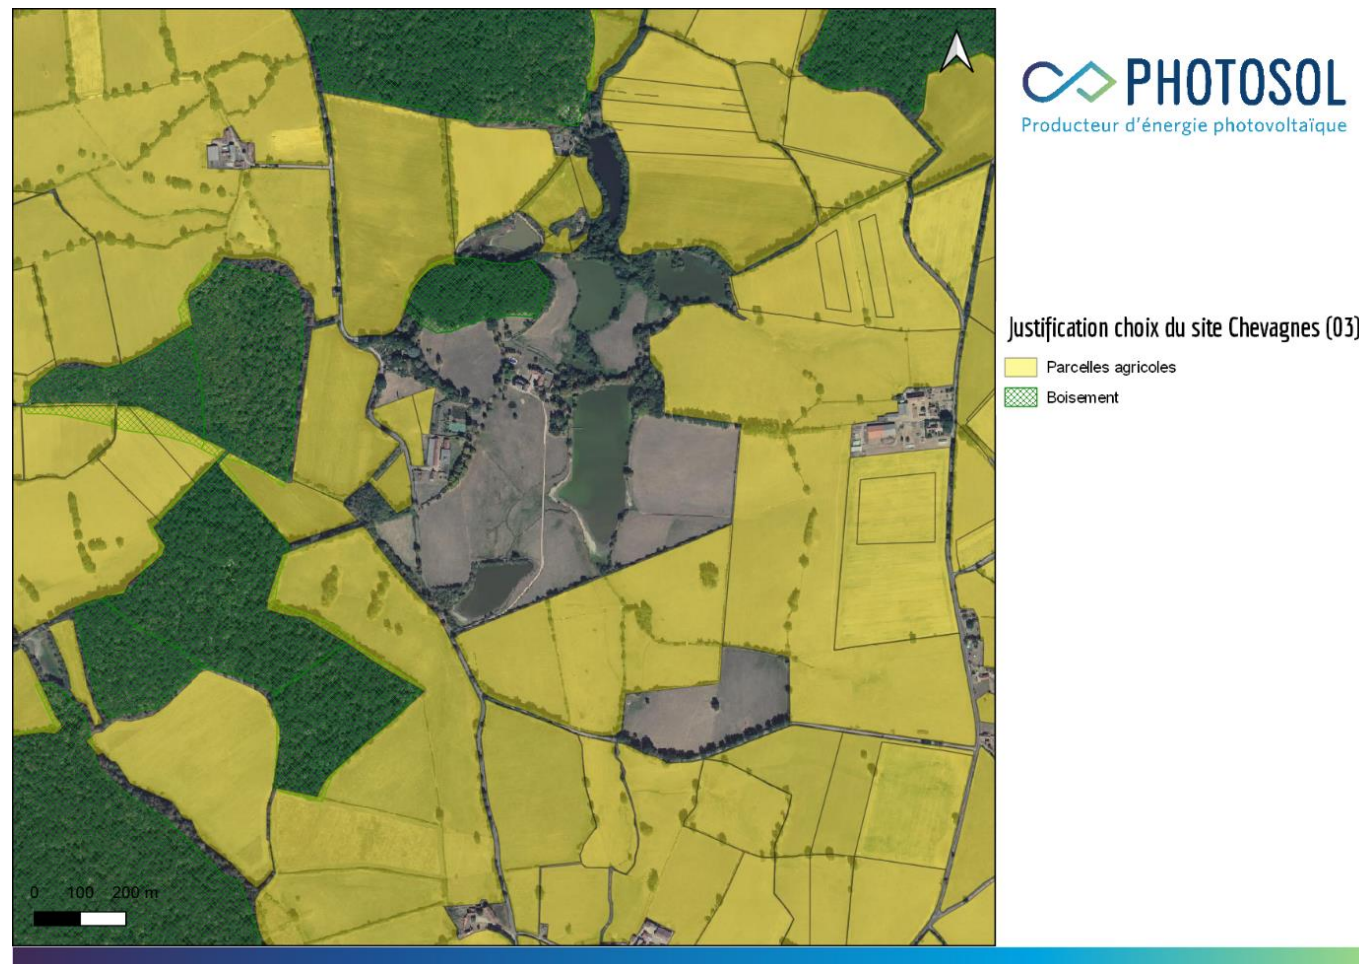 PHOTOSOL
Producteur d'énergie photovoltaïque
Justification choix du site Chevagnes (03)
Parcelles agricoles
Boisement
0 100 200 m